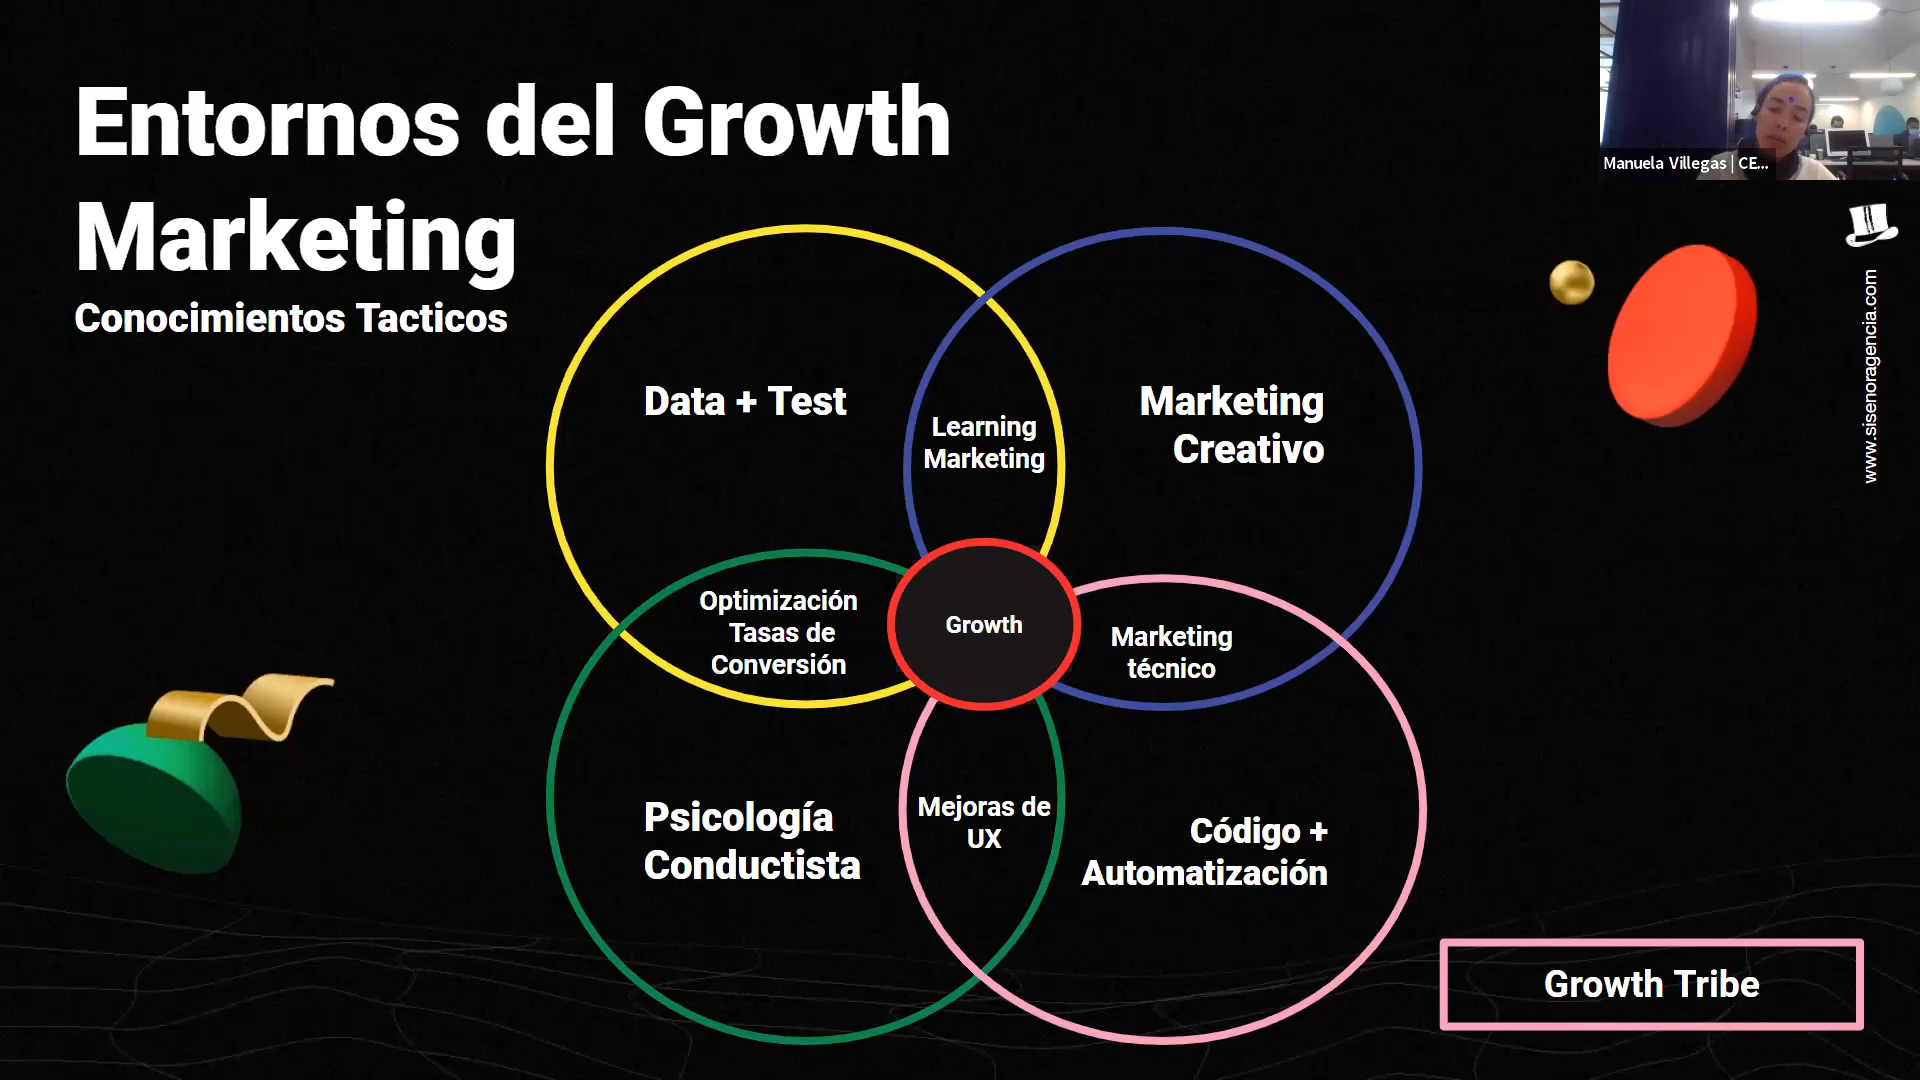 Entornos del Growth
Marketing
Conocimientos Tacticos
Manuela Villegas | CE...
www.sisenoragencia.com
Data + Test
Learning
Marketing
Marketing
Creativo
Optimización
Tasas de
Conversión
Growth
Marketing
técnico
Psicología
Conductista
Mejoras de
UX
Código +
Automatización
Growth Tribe